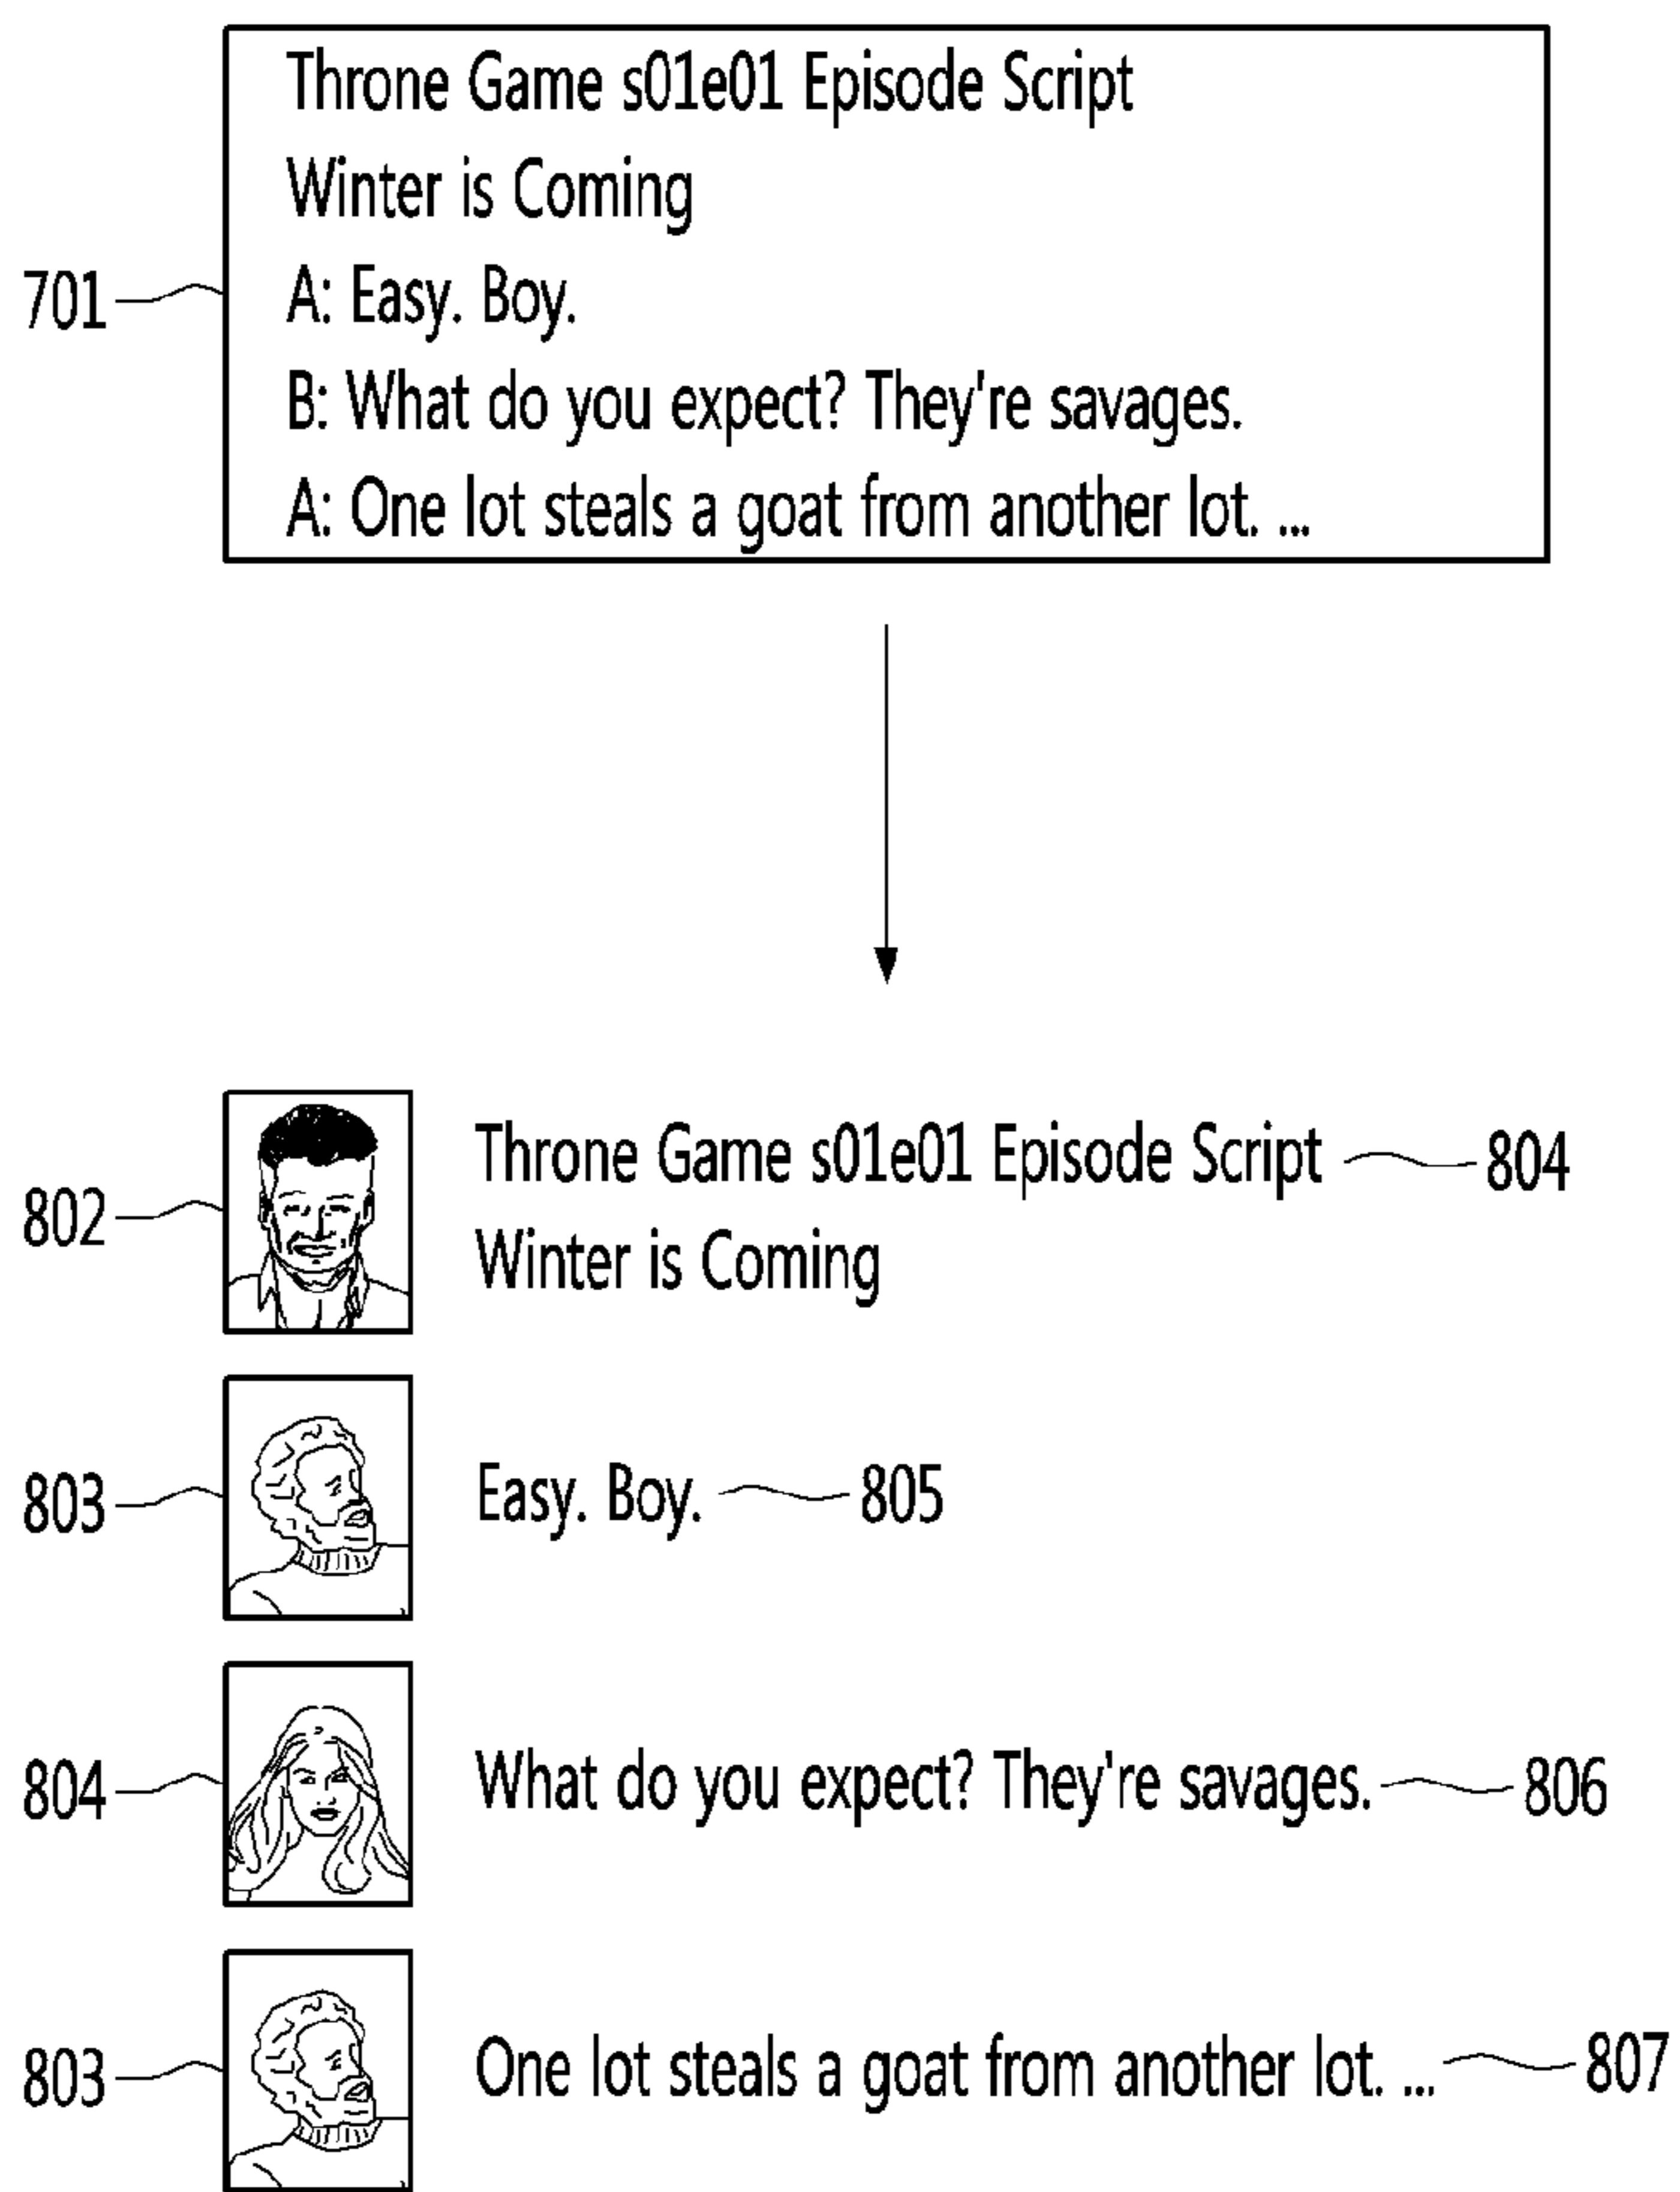 Throne Game s01e01 Episode Script
Winter is Coming
701
A: Easy. Boy.
B: What do you expect? They're savages.
A: One lot steals a goat from another lot. ...
802
Throne Game s01e01 Episode Script
804
Winter is Coming
803
Easy. Boy.
805
804
What do you expect? They're savages.
806
803
One lot steals a goat from another lot. ...
807